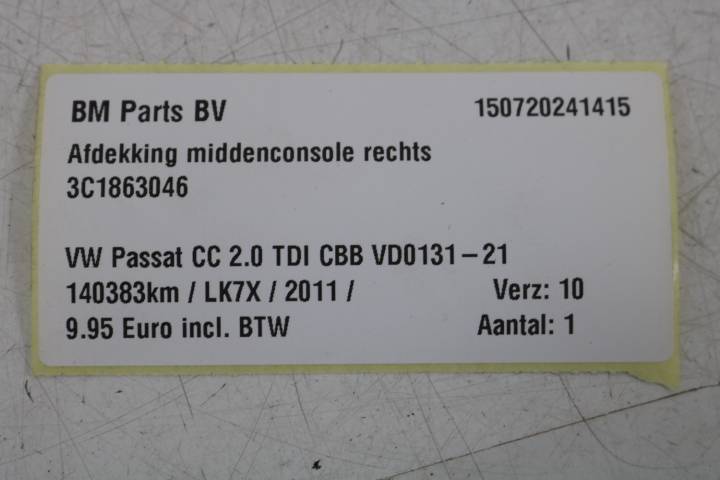 BM Parts BV 150720241415
Afdekking middenconsole rechts
3C1863046
VW Passat CC 2.0 TDI CBB VD0131-21
140383km / LK7X / 2011 / Verz: 10
9.95 Euro incl. BTW Aantal: 1